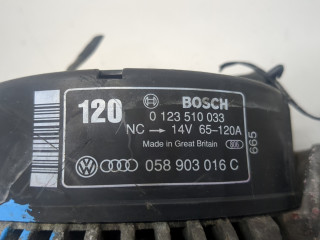 120
BOSCH
0 123 510 033
NC → 14V 65-120A
Made in Great Britain
665
058 903 016 C